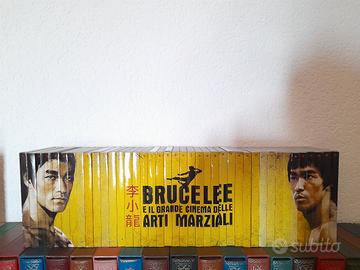 李
小
龍
BRUCE LEE
E IL GRANDE CINEMA DELLE
ARTI MARZIALI
subito